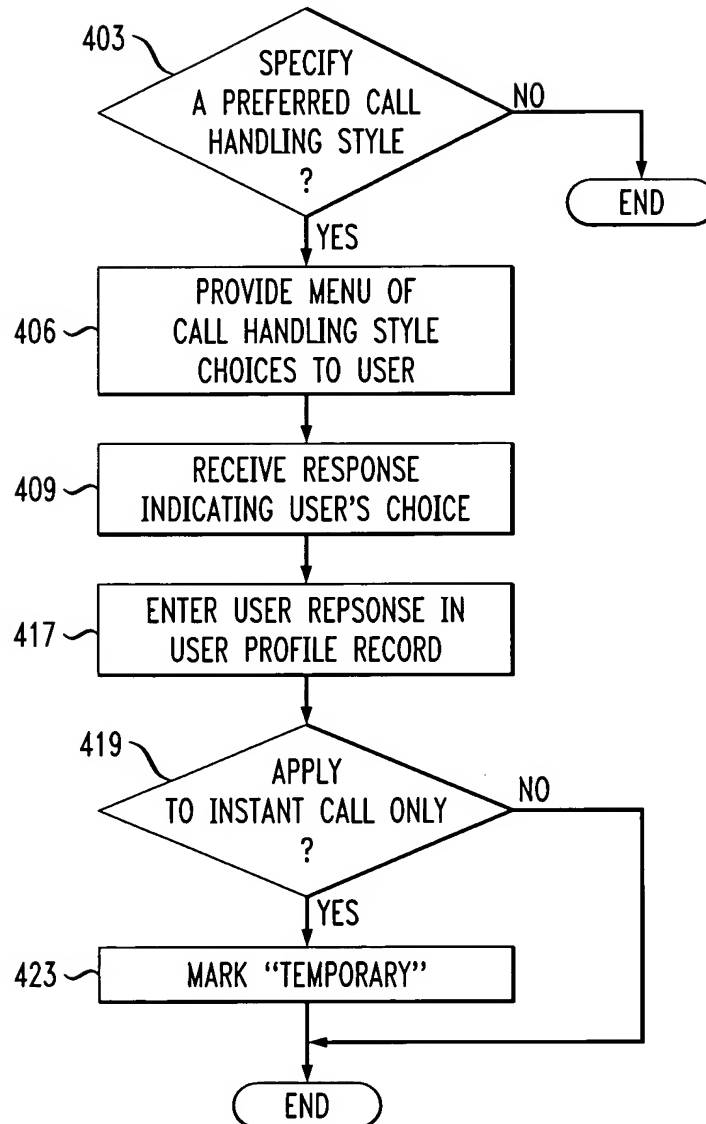 403
SPECIFY
A PREFERRED CALL
HANDLING STYLE
?
NO
END
YES
406
PROVIDE MENU OF
CALL HANDLING STYLE
CHOICES TO USER
409
RECEIVE RESPONSE
INDICATING USER'S CHOICE
417
ENTER USER REPSONSE IN
USER PROFILE RECORD
419
APPLY
TO INSTANT CALL ONLY
?
NO
YES
423
MARK “TEMPORARY”
END